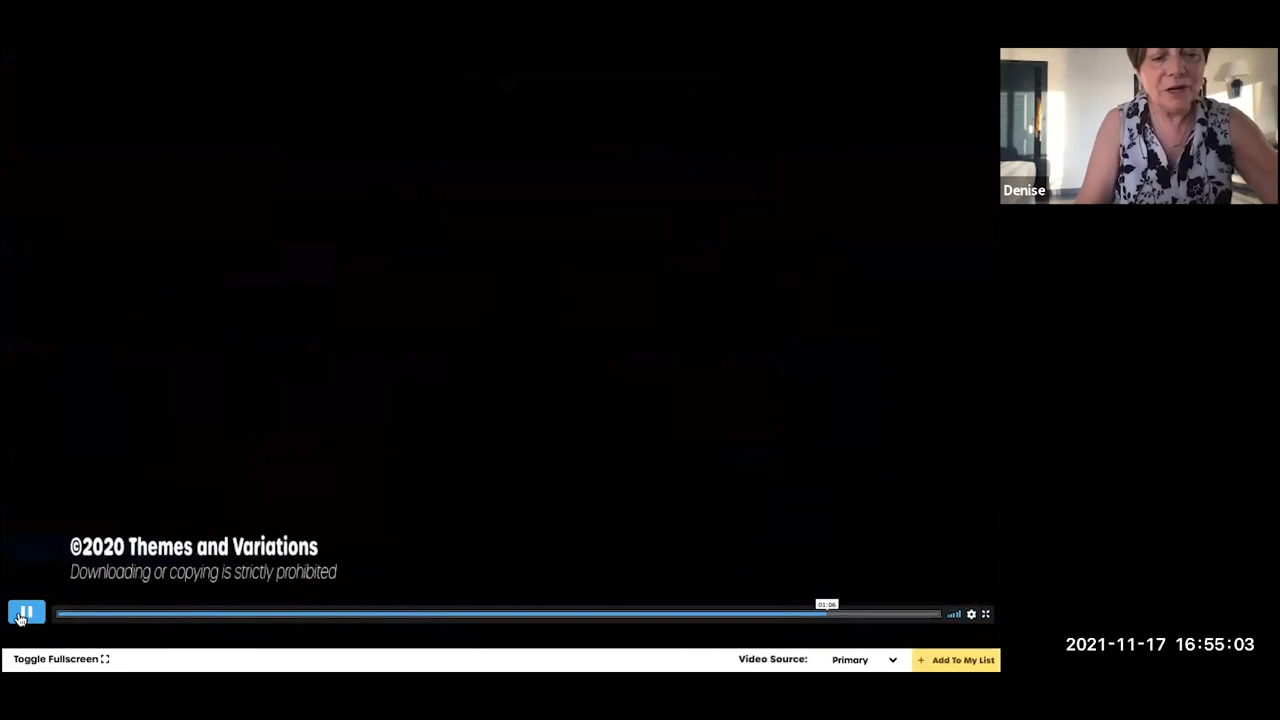 Denise
©2020 Themes and Variations
Downloading or copying is strictly prohibited
01:06
Toggle Fullscreen
Video Source: Primary
+ Add To My List
2021-11-17 16:55:03